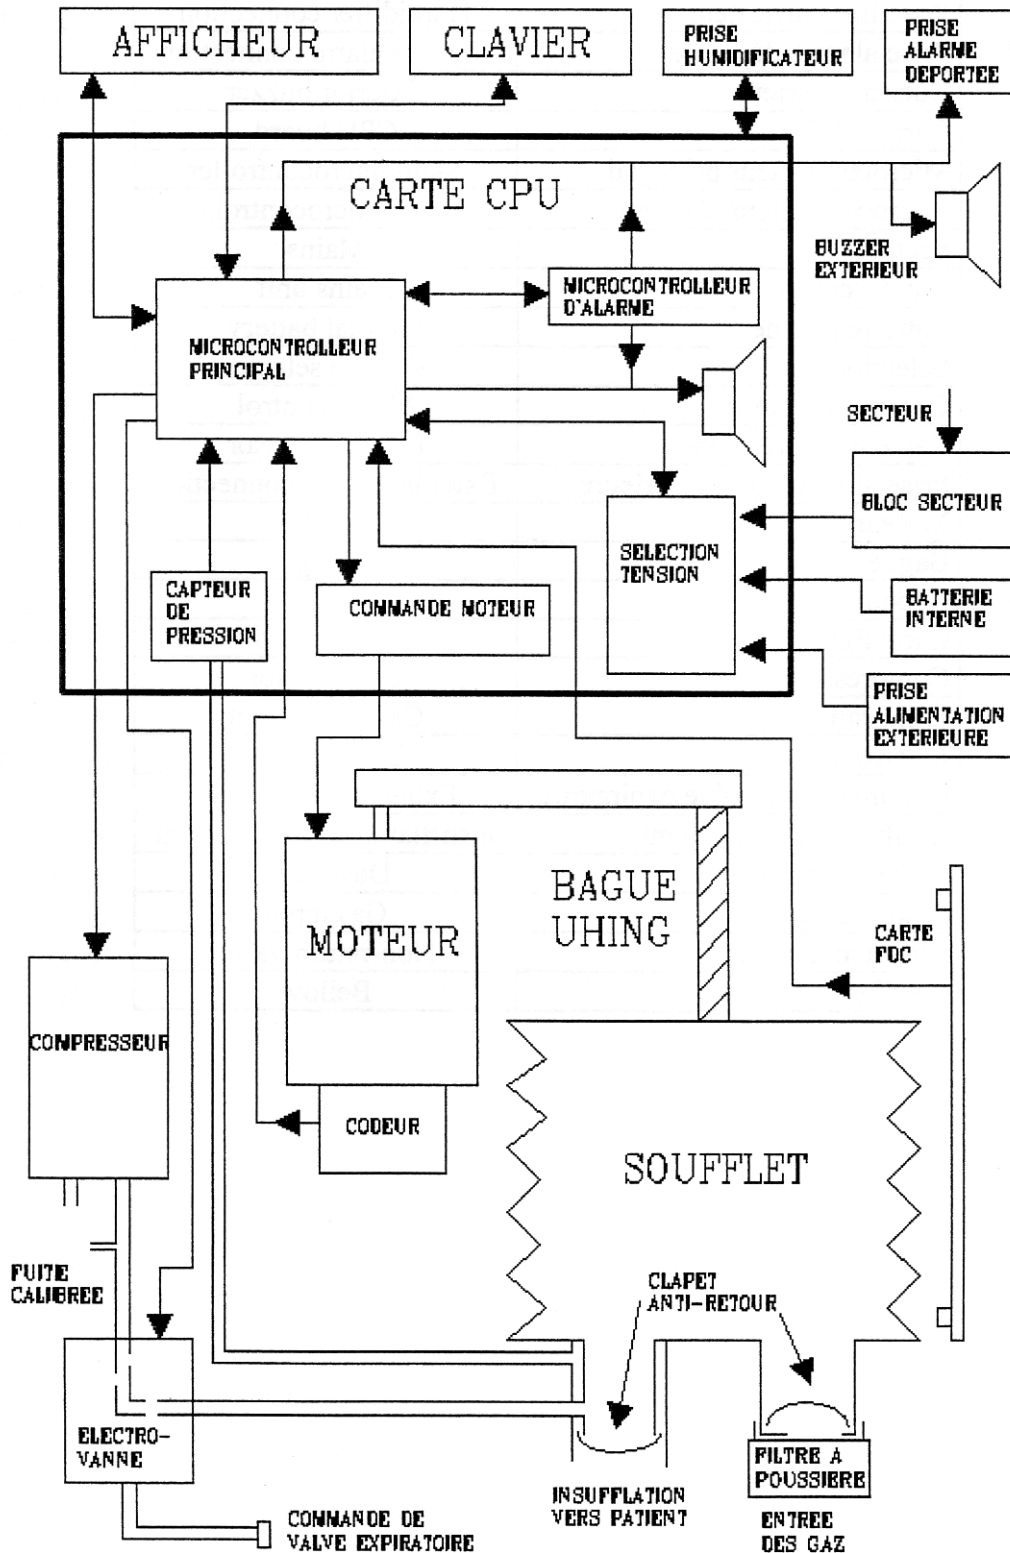 AFFICHEUR
CLAVIER
PRISE
HUMIDIFICATEUR
PRISE
ALARME
DEPORTEE
CARTE CPU
BUZZER
EXTERIEUR
MICROCONTROLLEUR
D'ALARME
MICROCONTROLLEUR
PRINCIPAL
SECTEUR
BLOC SECTEUR
SELECTION
TENSION
CAPTEUR
DE
PRESSION
COMMANDE MOTEUR
BATTERIE
INTERNE
PRISE
ALIMENTATION
EXTERIEURE
BAGUE
UHING
MOTEUR
CARTE
FDC
COMPRESSEUR
CODEUR
SOUFFLET
FUITE
CALIBREE
CLAPET
ANTI-RETOUR
ELECTRO-
VANNE
FILTRE A
POUSSIERE
INSUFFLATION
VERS PATIENT
ENTREE
DES GAZ
COMMANDE DE
VALVE EXPIRATOIRE